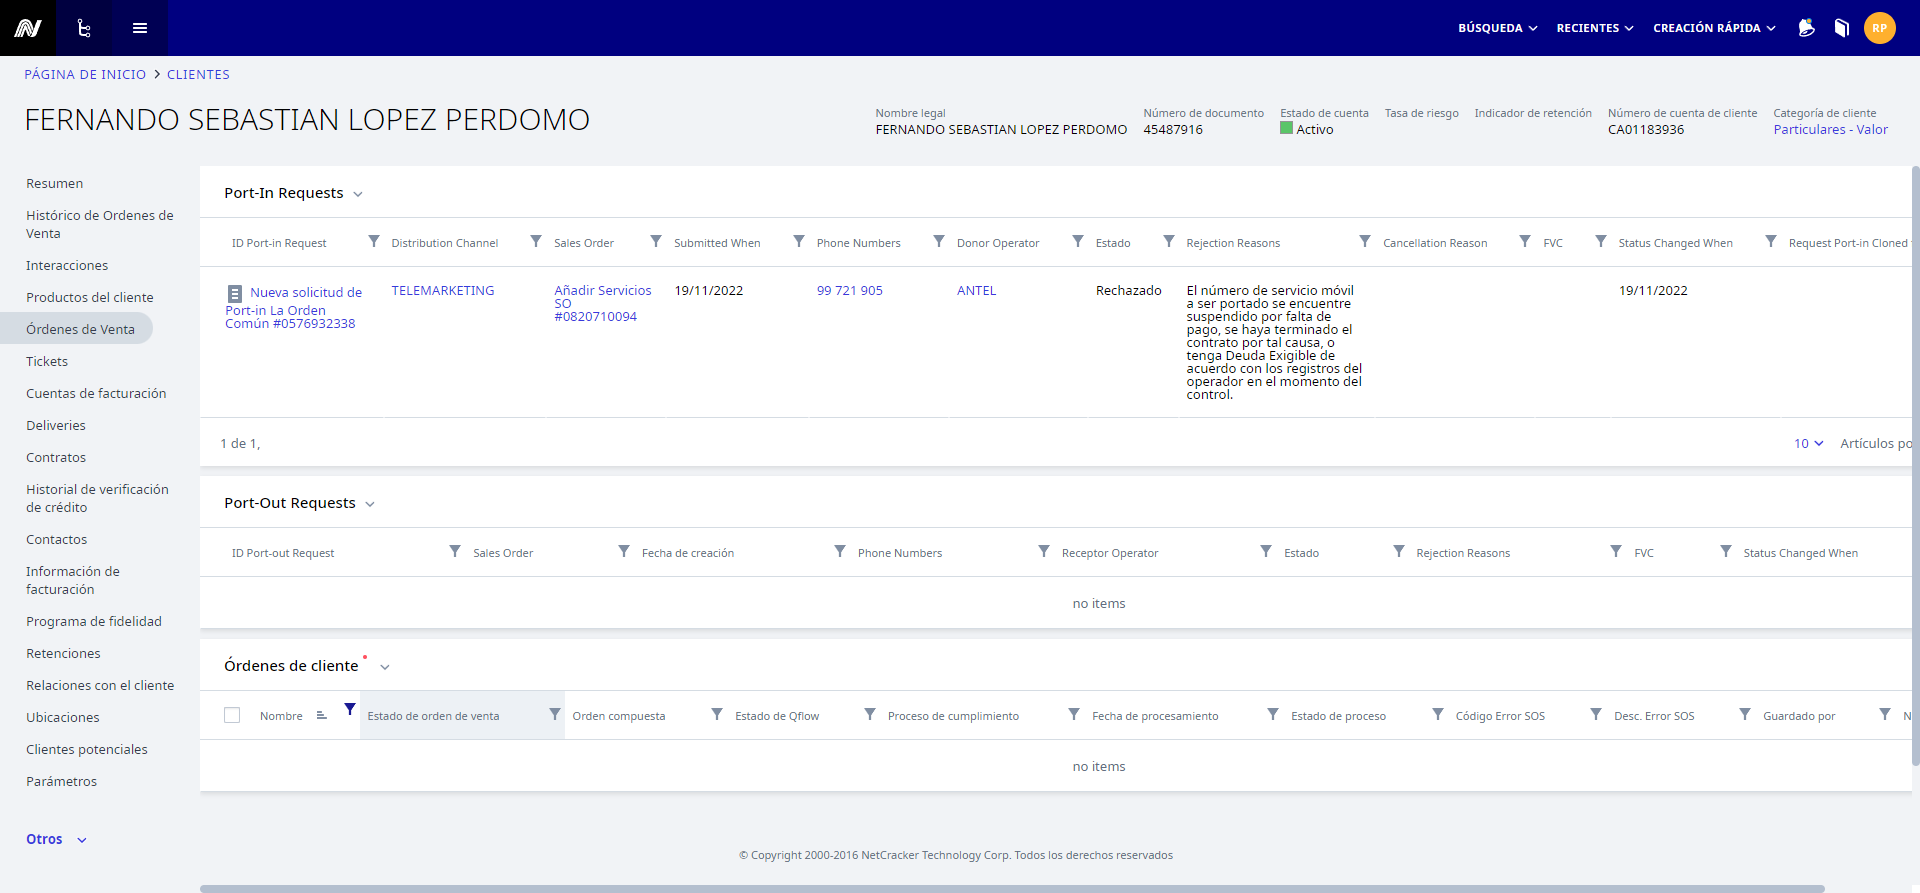 BÚSQUEDA
RECIENTES
CREACIÓN RÁPIDA
RP
PÁGINA DE INICIO > CLIENTES
FERNANDO SEBASTIAN LOPEZ PERDOMO
Nombre legal
FERNANDO SEBASTIAN LOPEZ PERDOMO
Número de documento
45487916
Estado de cuenta
Activo
Tasa de riesgo
Indicador de retención
Número de cuenta de cliente
CA01183936
Categoría de cliente
Particulares - Valor
Resumen
Histórico de Ordenes de
Venta
Interacciones
Productos del cliente
Órdenes de Venta
Tickets
Cuentas de facturación
Deliveries
Contratos
Historial de verificación
de crédito
Contactos
Información de
facturación
Programa de fidelidad
Retenciones
Relaciones con el cliente
Ubicaciones
Clientes potenciales
Parámetros
Otros
Port-In Requests
ID Port-in Request
Distribution Channel
Sales Order
Submitted When
Phone Numbers
Donor Operator
Estado
Rejection Reasons
Cancellation Reason
FVC
Status Changed When
Request Port-in Cloned
Nueva solicitud de
Port-in La Orden
Común #0576932338
TELEMARKETING
Añadir Servicios
SO
#0820710094
19/11/2022
99 721 905
ANTEL
Rechazado
El número de servicio móvil
a ser portado se encuentre
suspendido por falta de
pago, se haya terminado el
contrato por tal causa, o
tenga Deuda Exigible de
acuerdo con los registros del
operador en el momento del
control.
19/11/2022
1 de 1,
10
Artículos po
Port-Out Requests
ID Port-out Request
Sales Order
Fecha de creación
Phone Numbers
Receptor Operator
Estado
Rejection Reasons
FVC
Status Changed When
no items
Órdenes de cliente
Nombre
Estado de orden de venta
Orden compuesta
Estado de Qflow
Proceso de cumplimiento
Fecha de procesamiento
Estado de proceso
Código Error SOS
Desc. Error SOS
Guardado por
N
no items
© Copyright 2000-2016 NetCracker Technology Corp. Todos los derechos reservados